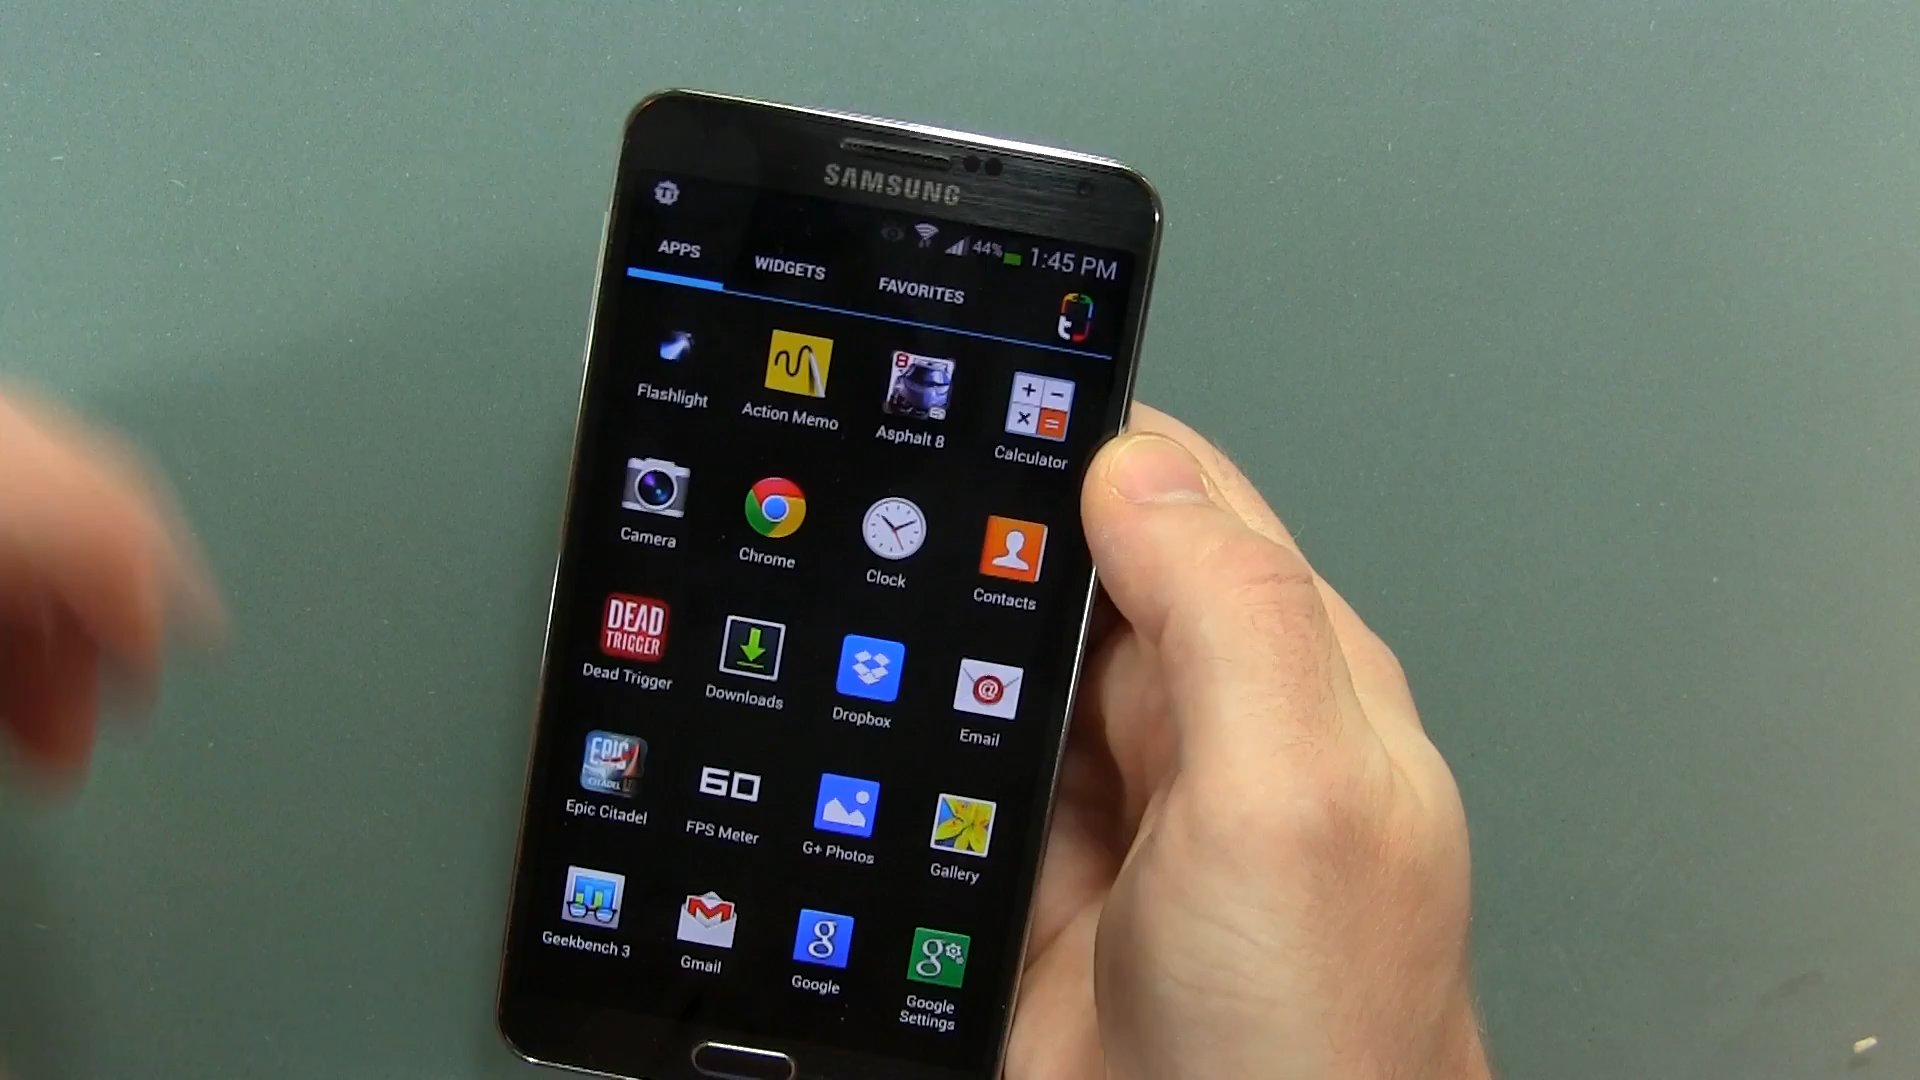 SAMSUNG
44% 1:45 PM
APPS WIDGETS FAVORITES
t
8
Flashlight Action Memo Asphalt 8 Calculator
Camera Chrome Clock Contacts
DEAD
TRIGGER
@
Dead Trigger Downloads Dropbox Email
EPIC
CITADEL
60
Epic Citadel FPS Meter G+ Photos Gallery
g g
Geekbench 3 Gmail Google Google
Settings